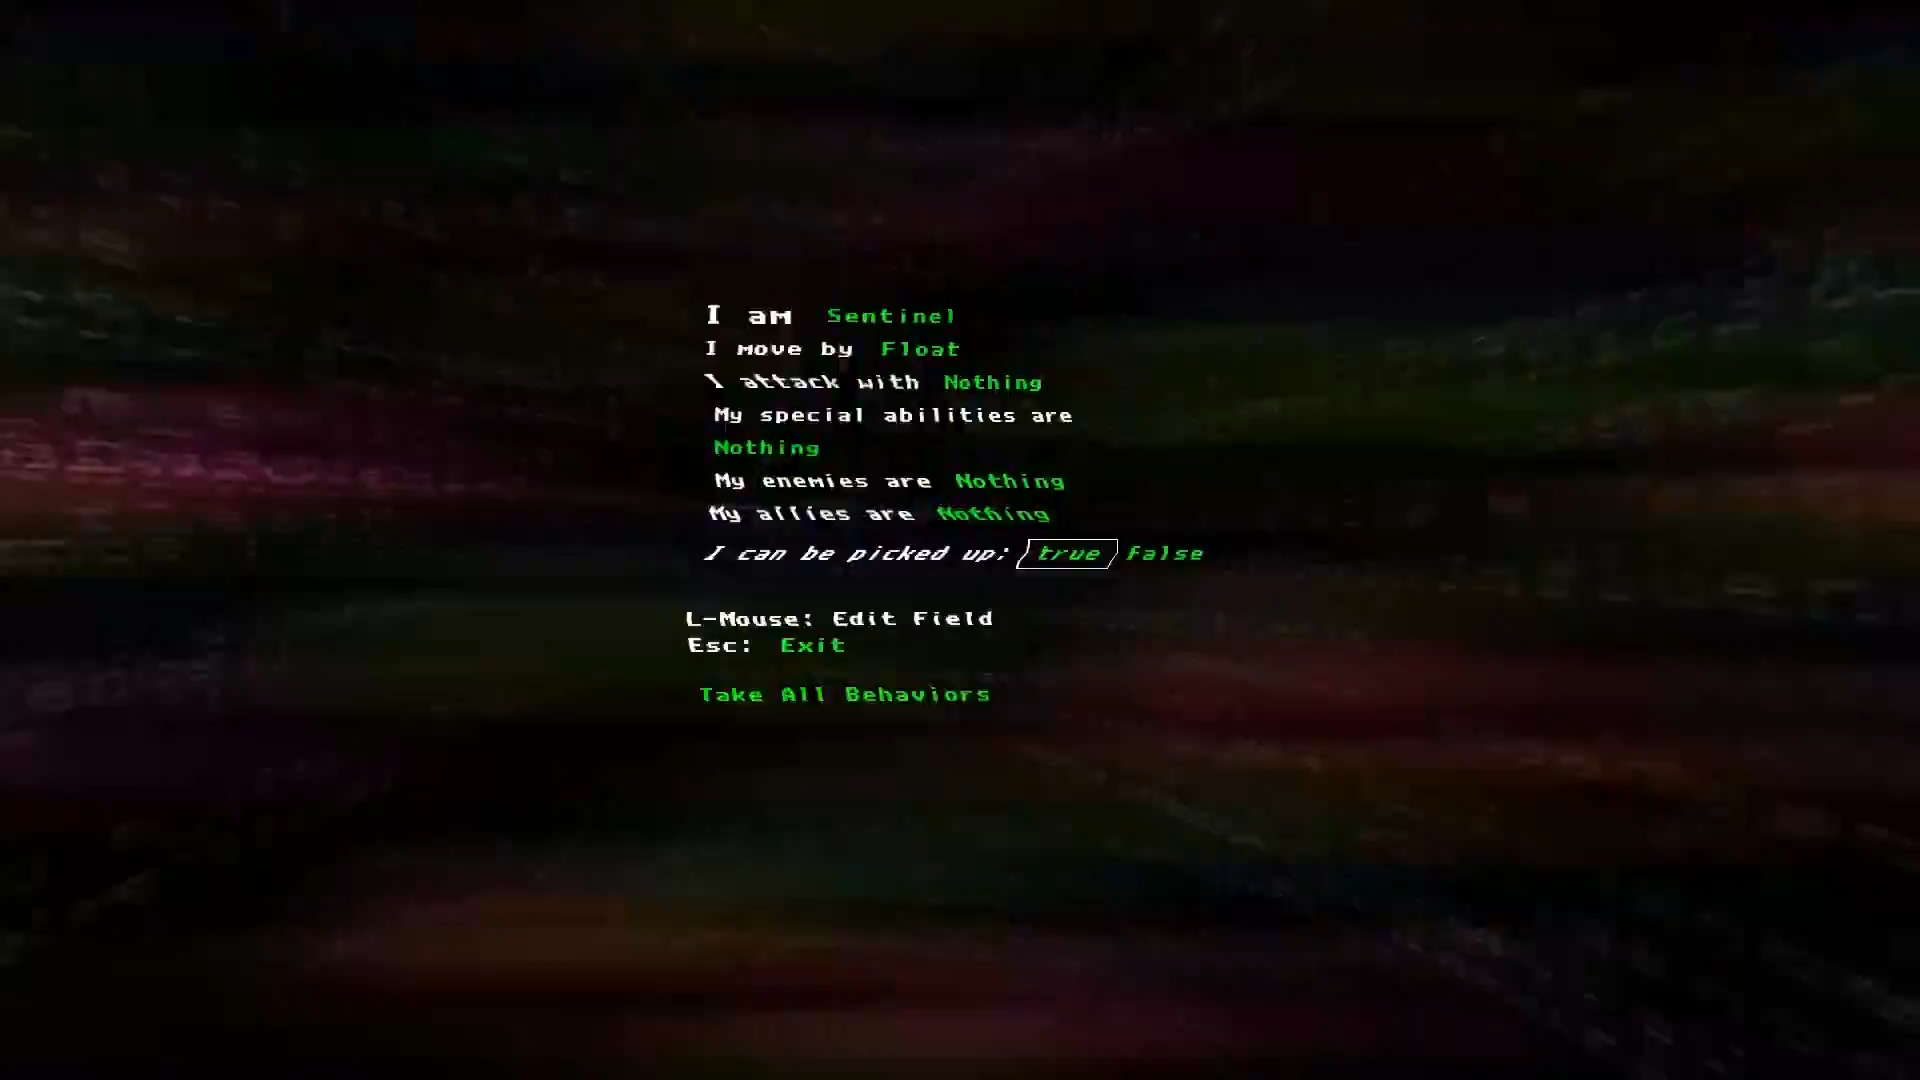 I am Sentinel
I move by Float
I attack with Nothing
My special abilities are
Nothing
My enemies are Nothing
My allies are Nothing
I can be picked up: true False
L-Mouse: Edit Field
Esc: Exit
Take All Behaviors